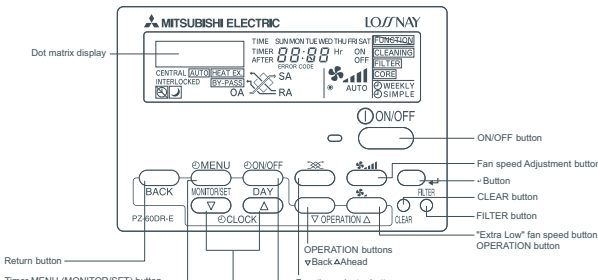 MITSUBISHI ELECTRIC
LOSSNAY
Dot matrix display
TIME SUN MON TUE WED THU FRI SAT
FUNCTION
TIMER 88:88 Hr ON
AFTER OFF
ERROR CODE
CLEANING
FILTER
CORE
CENTRAL AUTO HEAT EX.
INTERLOCKED BY-PASS
SA
OA RA
AUTO
WEEKLY
SIMPLE
ON/OFF
ON/OFF button
MENU
ON/OFF
Fan speed Adjustment button
BACK
MONITOR/SET
DAY
↵Button
FILTER
CLEAR button
PZ-60DR-E
▽ △
CLOCK
▽ OPERATION △
CLEAR
FILTER button
"Extra Low" fan speed button
OPERATION button
OPERATION buttons
▽Back △Ahead
Return button